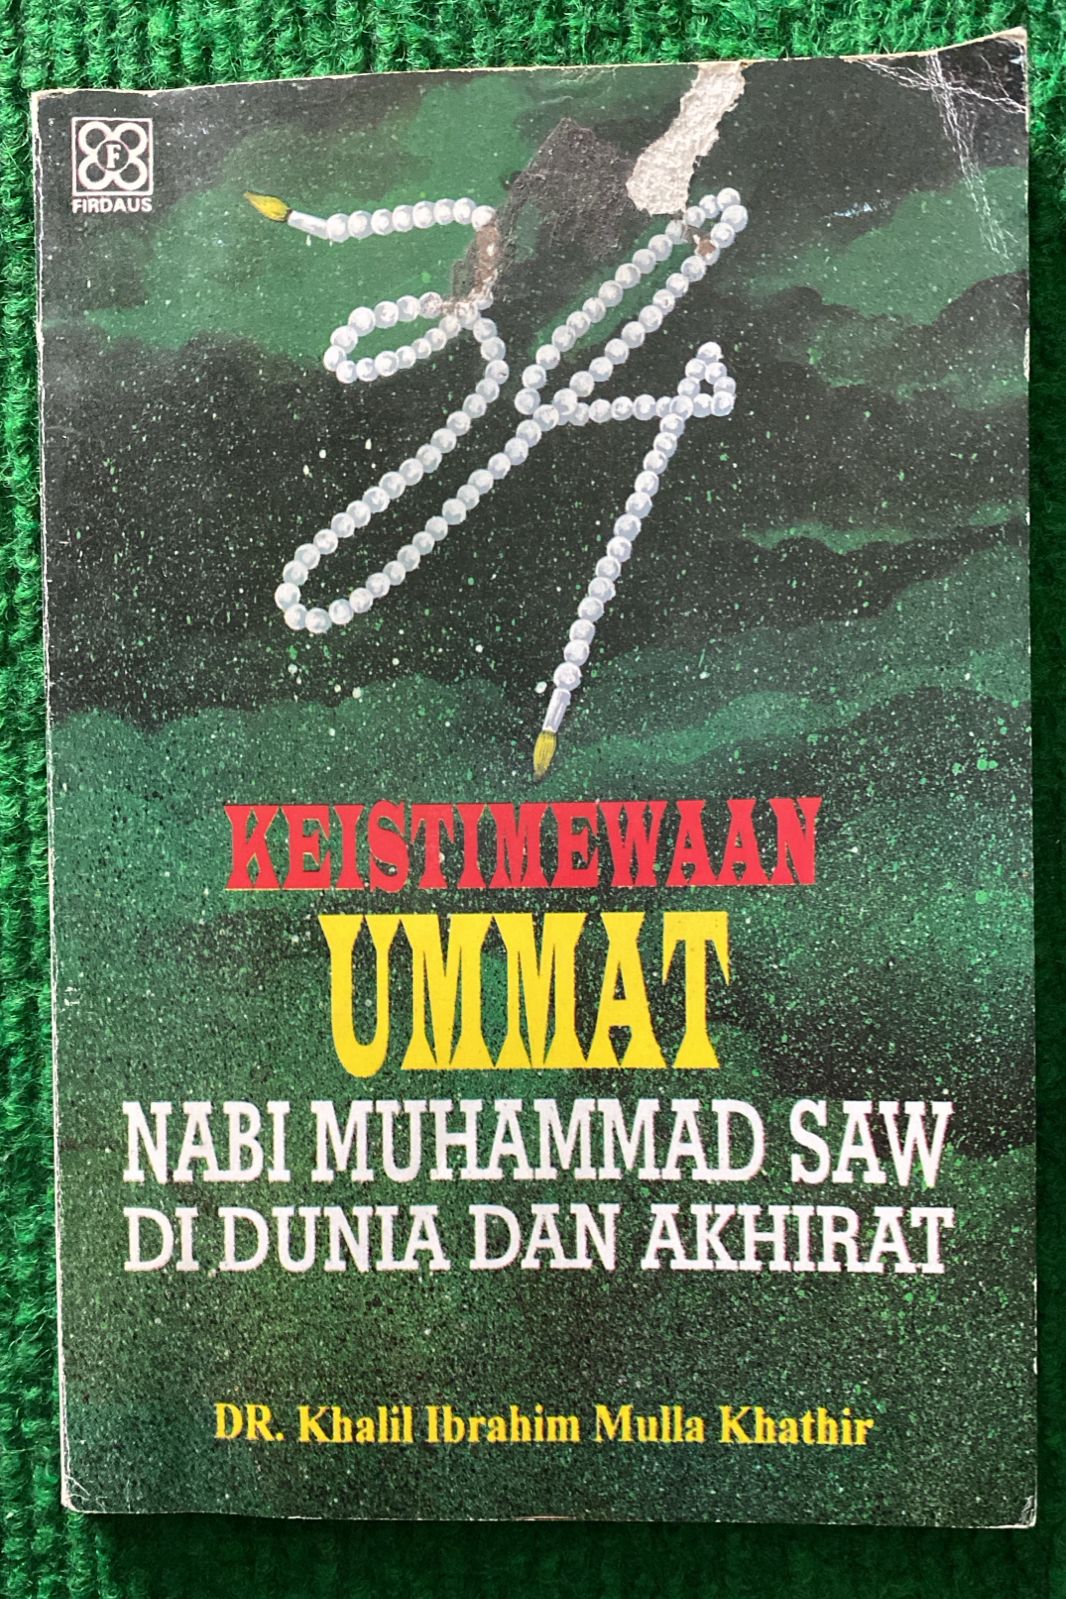 F
FIRDAUS
KEISTIMEWAAN
UMMAT
NABI MUHAMMAD SAW
DI DUNIA DAN AKHIRAT
DR. Khalil Ibrahim Mulla Khathir